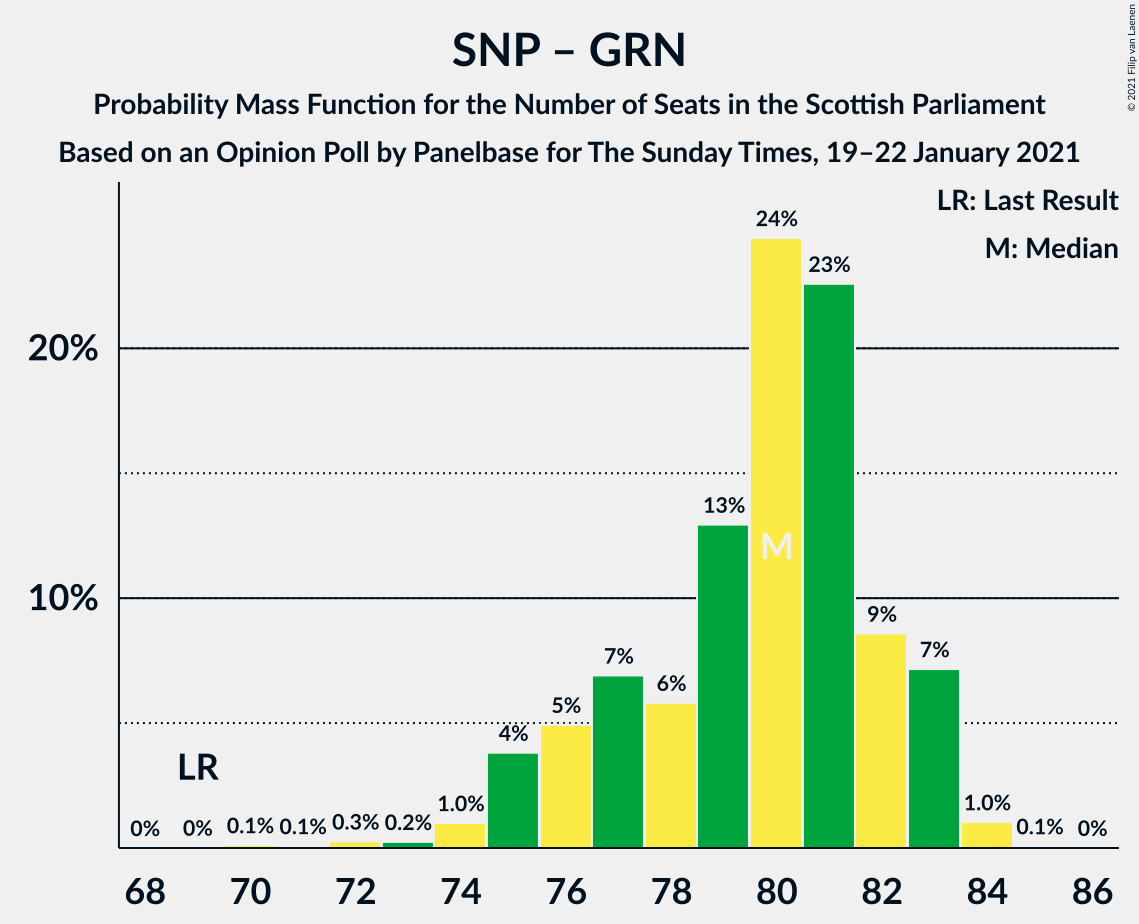 SNP – GRN
Probability Mass Function for the Number of Seats in the Scottish Parliament
Based on an Opinion Poll by Panelbase for The Sunday Times, 19–22 January 2021
© 2021 Filip van Laenen
LR: Last Result
M: Median
24%
23%
20%
13%
M
10%
9%
7%
7%
6%
5%
4%
LR
0% 0% 0.1% 0.1% 0.3% 0.2% 1.0% 1.0% 0.1% 0%
68 70 72 74 76 78 80 82 84 86